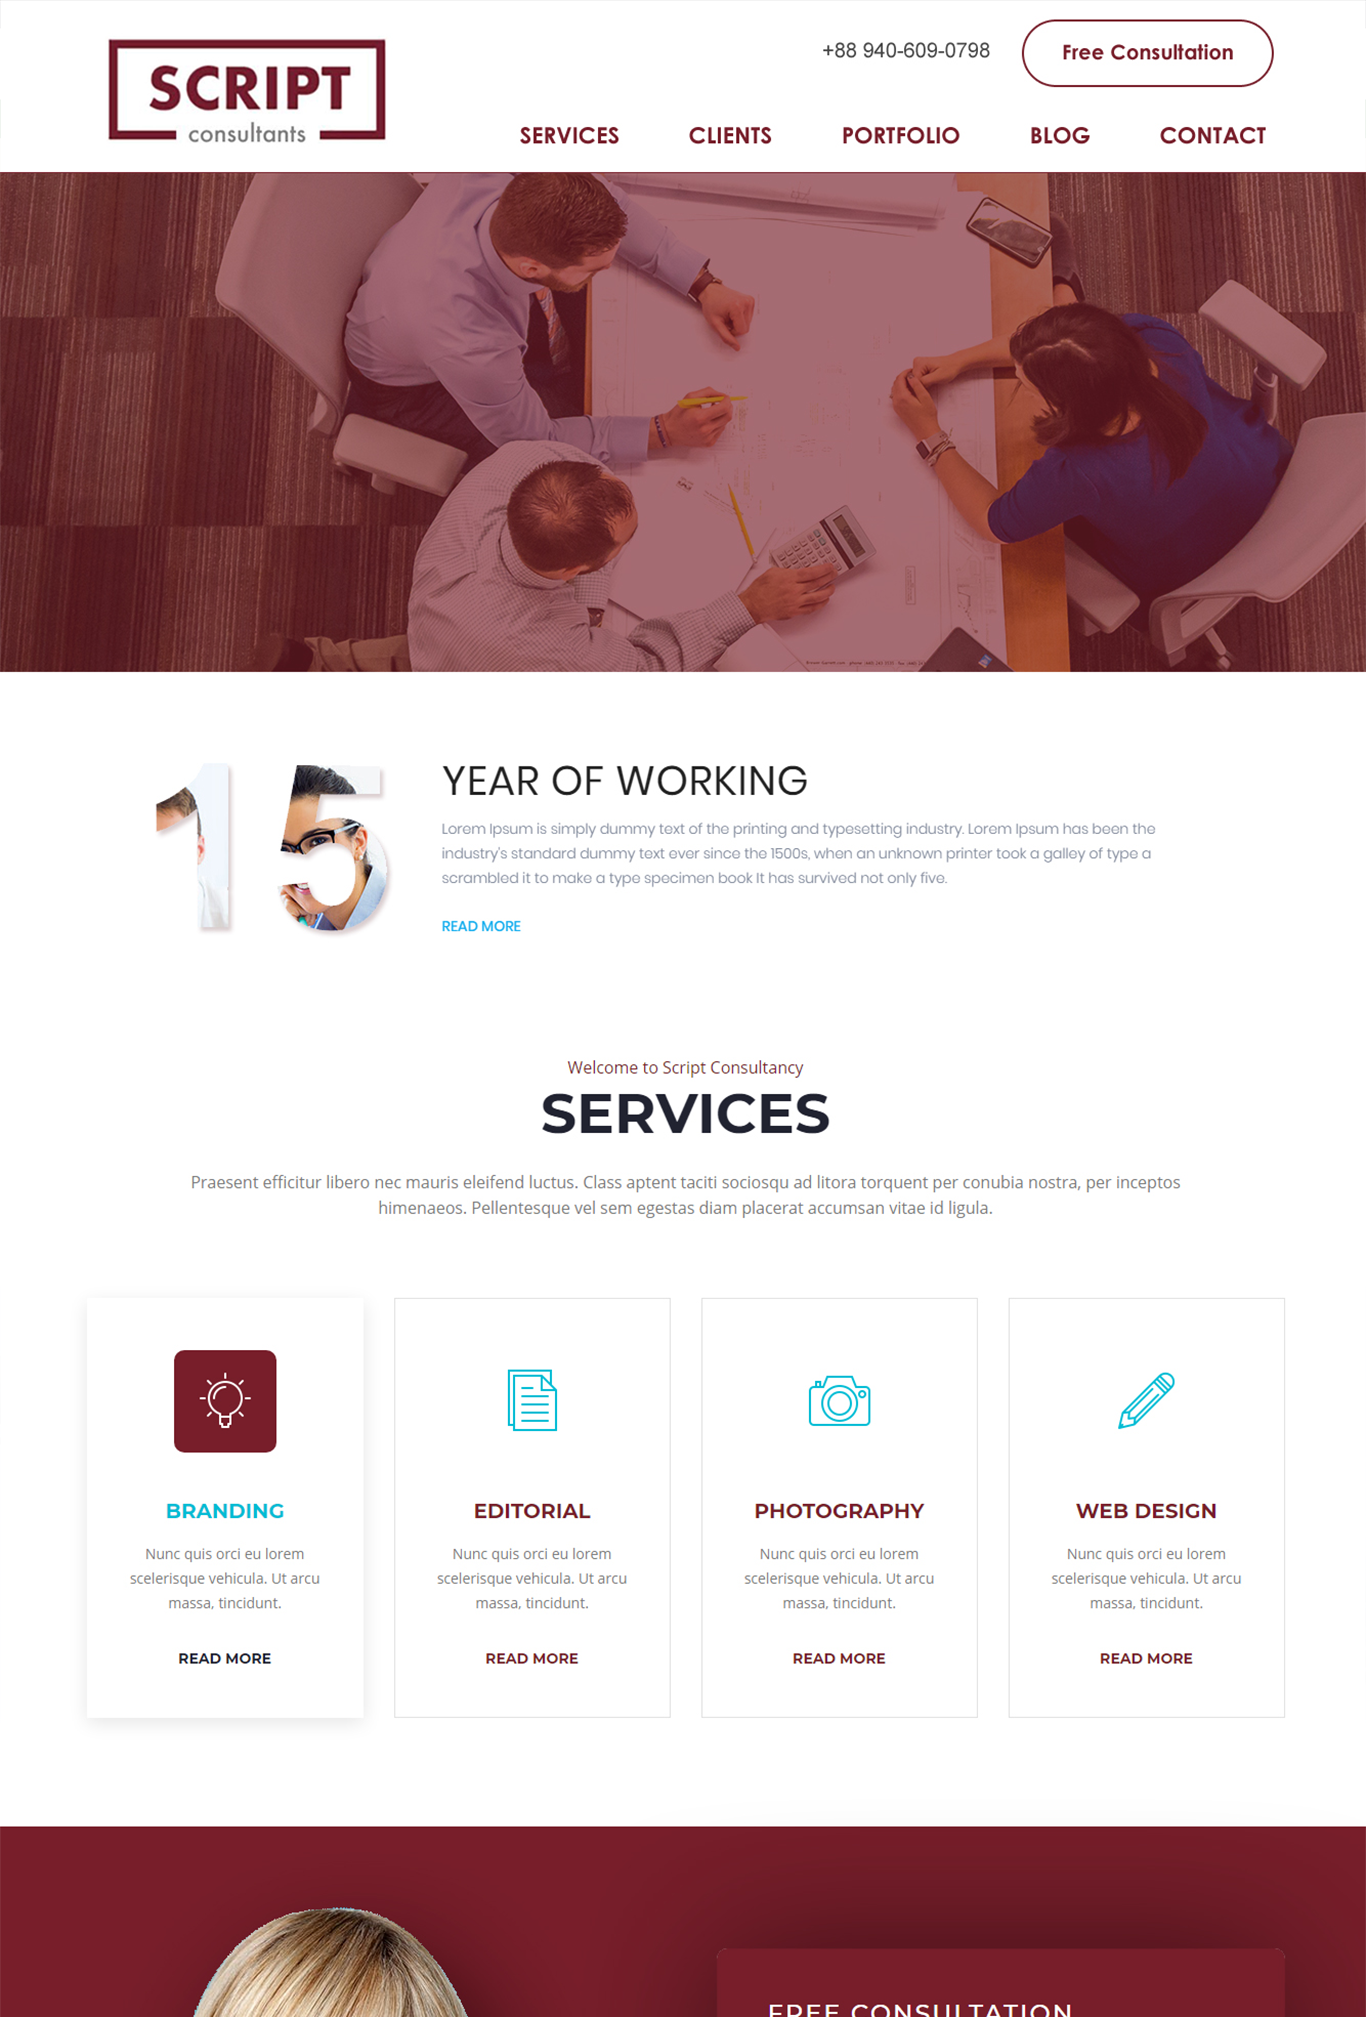 SCRIPT
consultants
+88 940-609-0798
Free Consultation
SERVICES CLIENTS PORTFOLIO BLOG CONTACT
15
YEAR OF WORKING
Lorem Ipsum is simply dummy text of the printing and typesetting industry. Lorem Ipsum has been the
industry's standard dummy text ever since the 1500s, when an unknown printer took a galley of type a
scrambled it to make a type specimen book It has survived not only five.
READ MORE
Welcome to Script Consultancy
SERVICES
Praesent efficitur libero nec mauris eleifend luctus. Class aptent taciti sociosqu ad litora torquent per conubia nostra, per inceptos
himenaeos. Pellentesque vel sem egestas diam placerat accumsan vitae id ligula.
BRANDING
Nunc quis orci eu lorem
scelerisque vehicula. Ut arcu
massa, tincidunt.
READ MORE
EDITORIAL
Nunc quis orci eu lorem
scelerisque vehicula. Ut arcu
massa, tincidunt.
READ MORE
PHOTOGRAPHY
Nunc quis orci eu lorem
scelerisque vehicula. Ut arcu
massa, tincidunt.
READ MORE
WEB DESIGN
Nunc quis orci eu lorem
scelerisque vehicula. Ut arcu
massa, tincidunt.
READ MORE
FREE CONSULTATION